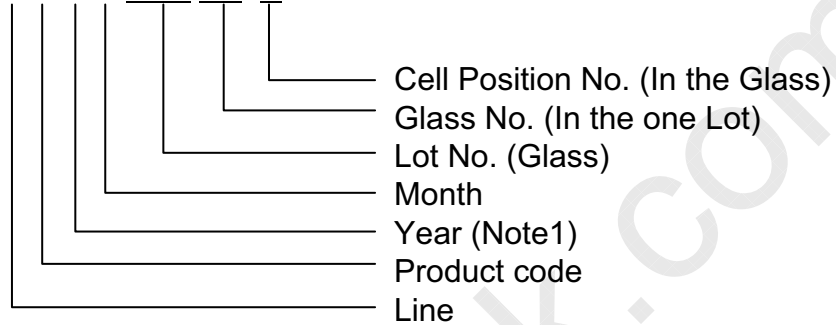 Cell Position No. (In the Glass)
Glass No. (In the one Lot)
Lot No. (Glass)
Month
Year (Note1)
Product code
Line